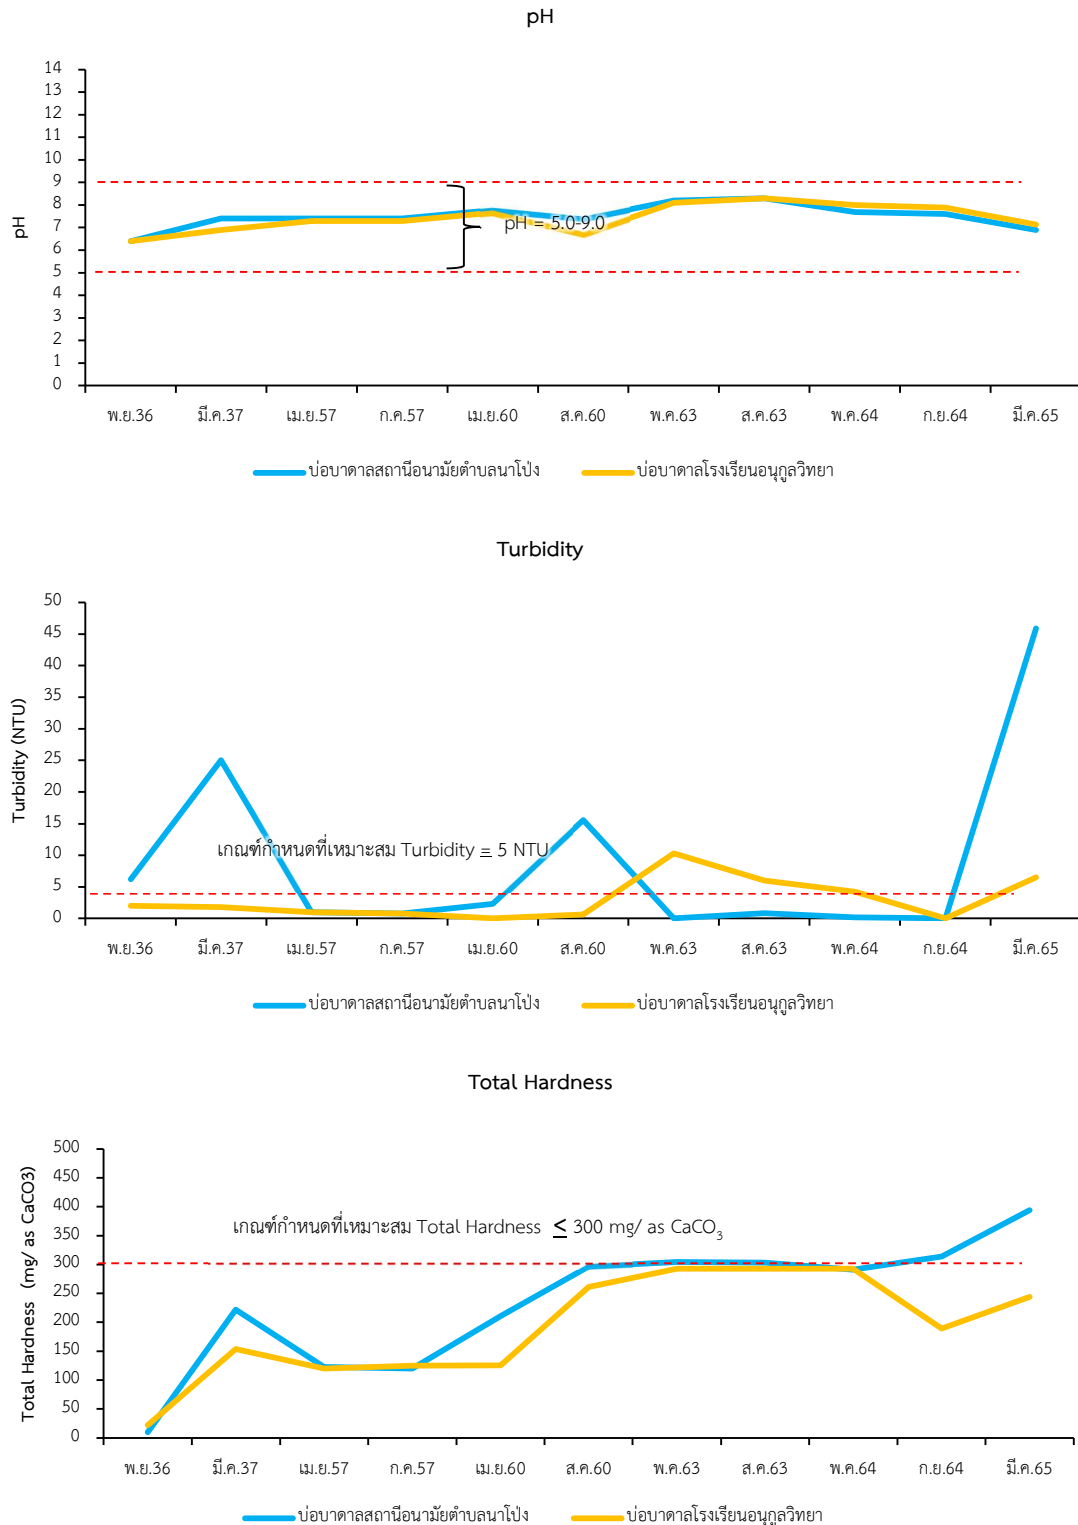 pH
14
13
12
11
10
9
8
7
6
5
4
3
2
1
0
pH
pH = 5.0-9.0
พ.ย.36 มี.ค.37 เม.ย.57 ก.ค.57 เม.ย.60 ส.ค.60 พ.ค.63 ส.ค.63 พ.ค.64 ก.ย.64 มี.ค.65
บ่อบาดาลสถานีอนามัยตำบลนาโป่ง บ่อบาดาลโรงเรียนอนุกูลวิทยา
Turbidity
50
45
40
35
30
25
20
15
10
5
0
Turbidity (NTU)
เกณฑ์กำหนดที่เหมาะสม Turbidity = 5 NTU
พ.ย.36 มี.ค.37 เม.ย.57 ก.ค.57 เม.ย.60 ส.ค.60 พ.ค.63 ส.ค.63 พ.ค.64 ก.ย.64 มี.ค.65
บ่อบาดาลสถานีอนามัยตำบลนาโป่ง บ่อบาดาลโรงเรียนอนุกูลวิทยา
Total Hardness
500
450
400
350
300
250
200
150
100
50
0
Total Hardness (mg/ as CaCO3)
เกณฑ์กำหนดที่เหมาะสม Total Hardness ≤ 300 mg/ as CaCO₃
พ.ย.36 มี.ค.37 เม.ย.57 ก.ค.57 เม.ย.60 ส.ค.60 พ.ค.63 ส.ค.63 พ.ค.64 ก.ย.64 มี.ค.65
บ่อบาดาลสถานีอนามัยตำบลนาโป่ง บ่อบาดาลโรงเรียนอนุกูลวิทยา